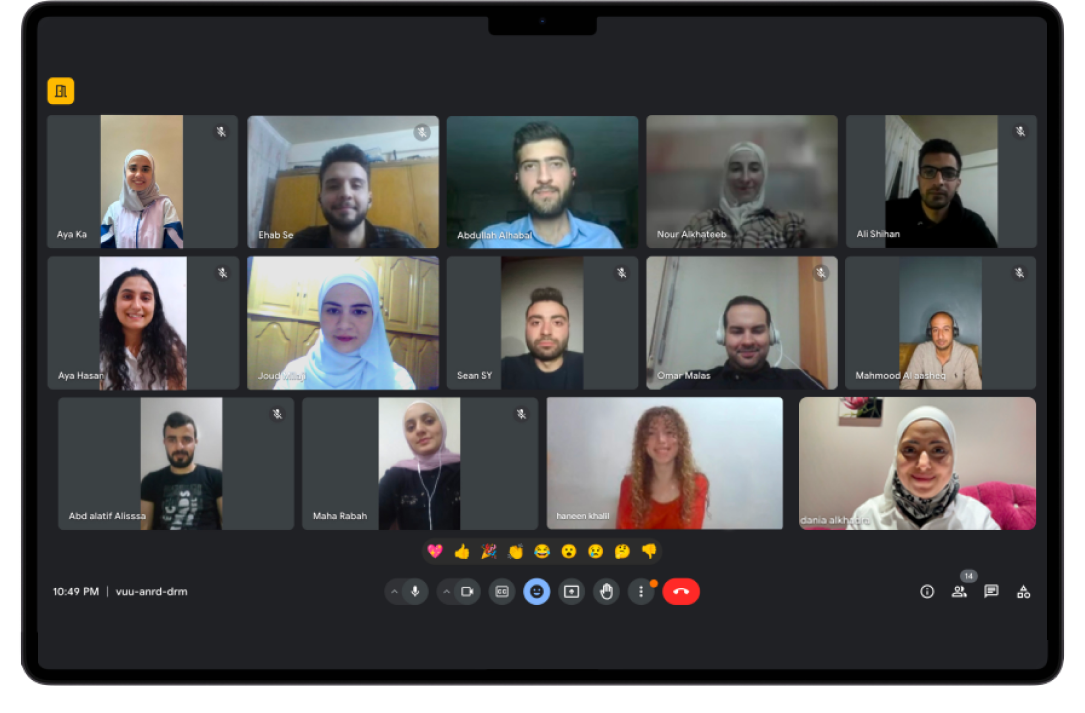 Aya Ka
Ehab Se
Abdullah Alhabal
Nour Alkhateeb
Ali Shihan
Aya Hasan
Joud
Sean SY
Omar Malas
Mahmood Al aasheq
Abd alatif Alisssa
Maha Rabah
haneen khalil
dania alkhadra
10:49 PM | vuu-anrd-drm
CC
14